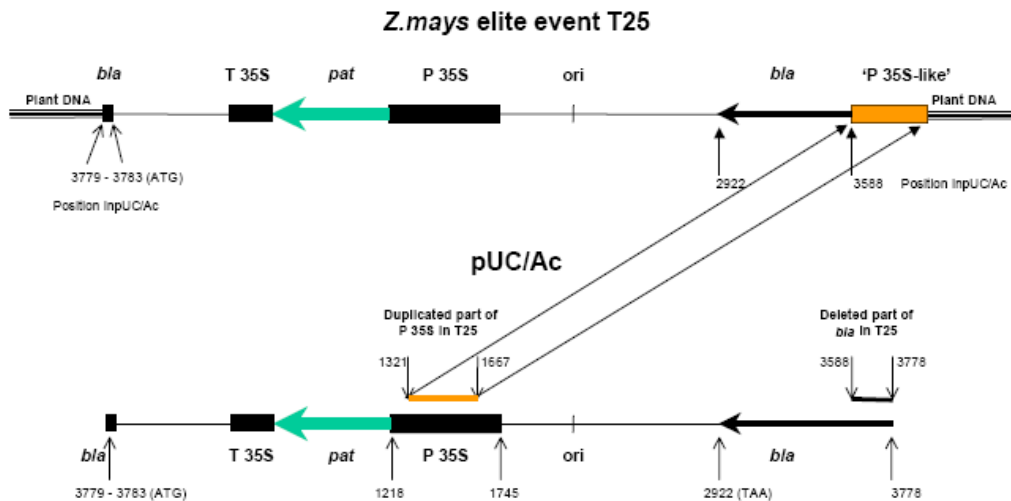 Z.mays elite event T25
bla T 35S pat P 35S ori bla ‘P 35S-like’
Plant DNA Plant DNA
3779 - 3783 (ATG) 2922 3588 Position InpUC/Ac
Position InpUC/Ac
pUC/Ac
Duplicated part of Deleted part of
P 35S In T25 bla In T25
1321 1667 3588 3778
bla T 35S pat P 35S ori bla
3779 - 3783 (ATG) 1218 1745 2922 (TAA) 3778